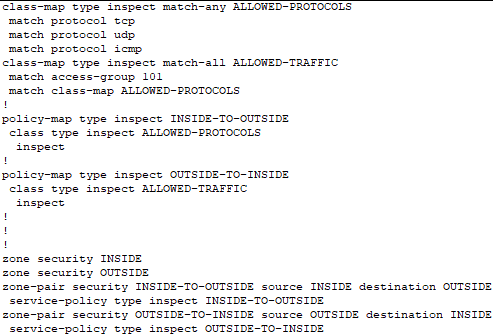 class-map type inspect match-any ALLOWED-PROTOCOLS
 match protocol tcp
 match protocol udp
 match protocol icmp
class-map type inspect match-all ALLOWED-TRAFFIC
 match access-group 101
 match class-map ALLOWED-PROTOCOLS
!
policy-map type inspect INSIDE-TO-OUTSIDE
 class type inspect ALLOWED-PROTOCOLS
  inspect
!
policy-map type inspect OUTSIDE-TO-INSIDE
 class type inspect ALLOWED-TRAFFIC
  inspect
!
!
!
zone security INSIDE
zone security OUTSIDE
zone-pair security INSIDE-TO-OUTSIDE source INSIDE destination OUTSIDE
 service-policy type inspect INSIDE-TO-OUTSIDE
zone-pair security OUTSIDE-TO-INSIDE source OUTSIDE destination INSIDE
 service-policy type inspect OUTSIDE-TO-INSIDE